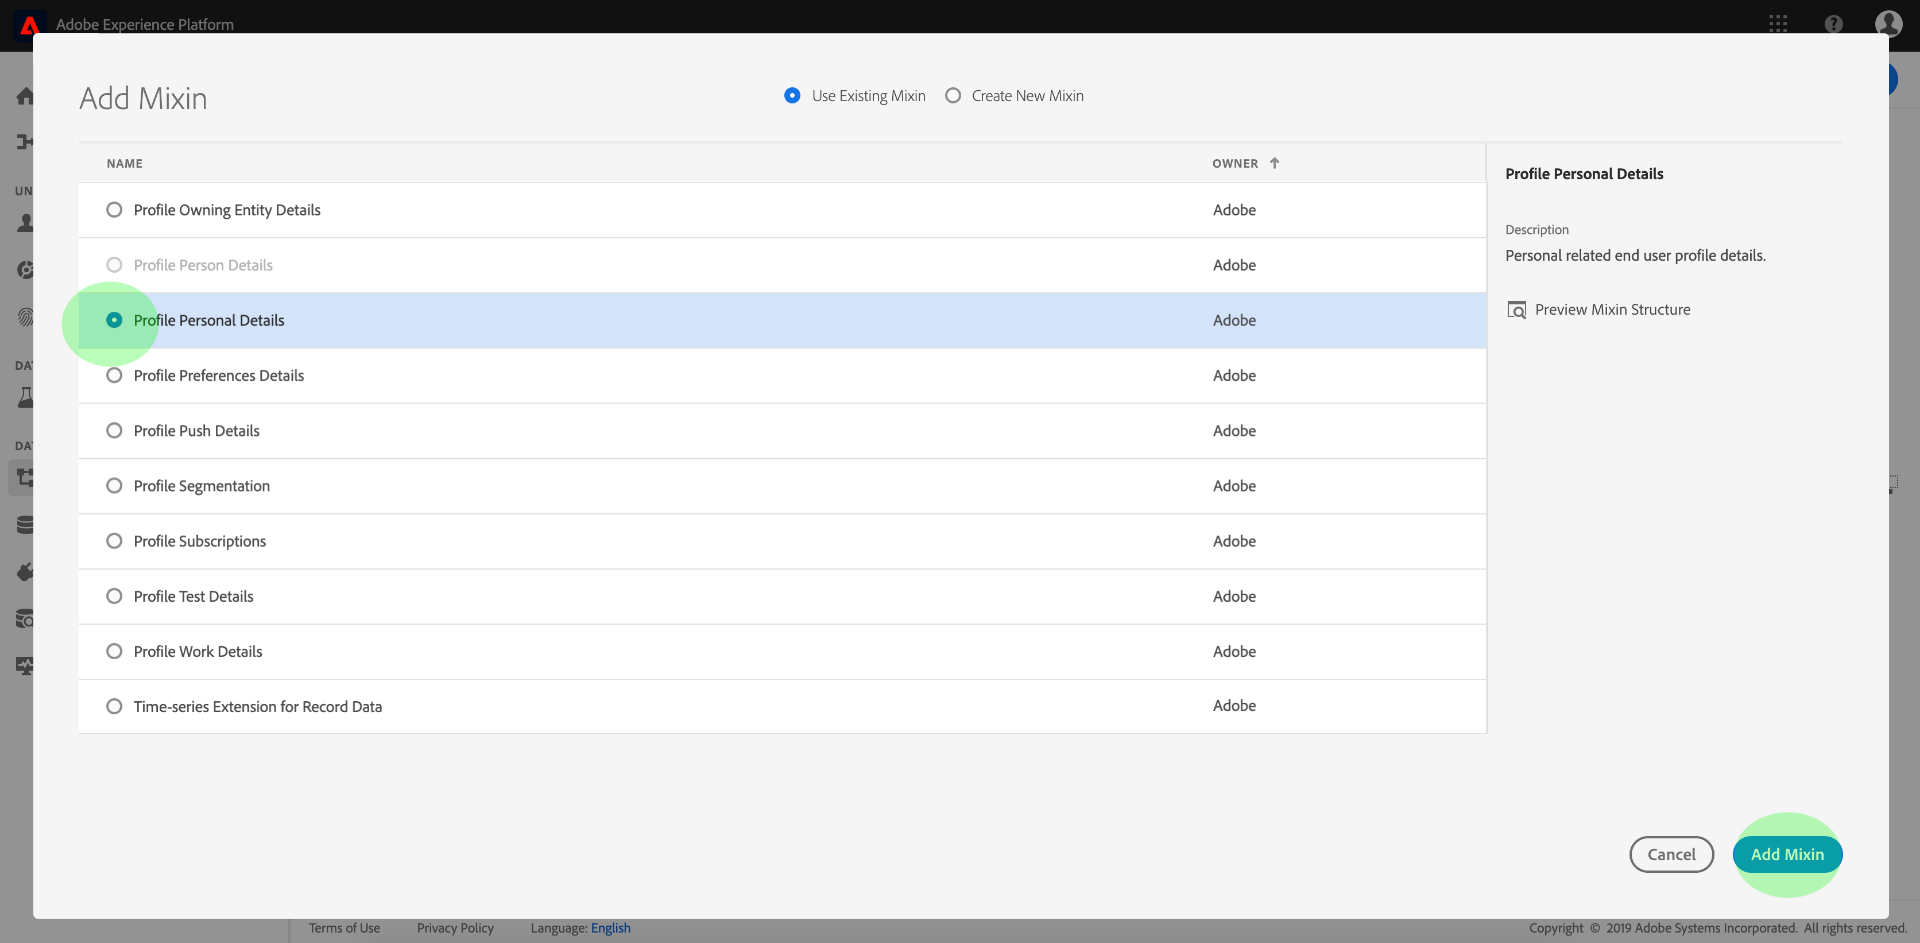 Adobe Experience Platform
Add Mixin
Use Existing Mixin
Create New Mixin
NAME
OWNER
Profile Owning Entity Details
Adobe
Profile Person Details
Adobe
Profile Personal Details
Adobe
Profile Preferences Details
Adobe
Profile Push Details
Adobe
Profile Segmentation
Adobe
Profile Subscriptions
Adobe
Profile Test Details
Adobe
Profile Work Details
Adobe
Time-series Extension for Record Data
Adobe
Profile Personal Details
Description
Personal related end user profile details.
Preview Mixin Structure
Cancel
Add Mixin
UN
DAT
DAT
Terms of Use
Privacy Policy
Language: English
Copyright © 2019 Adobe Systems Incorporated. All rights reserved.